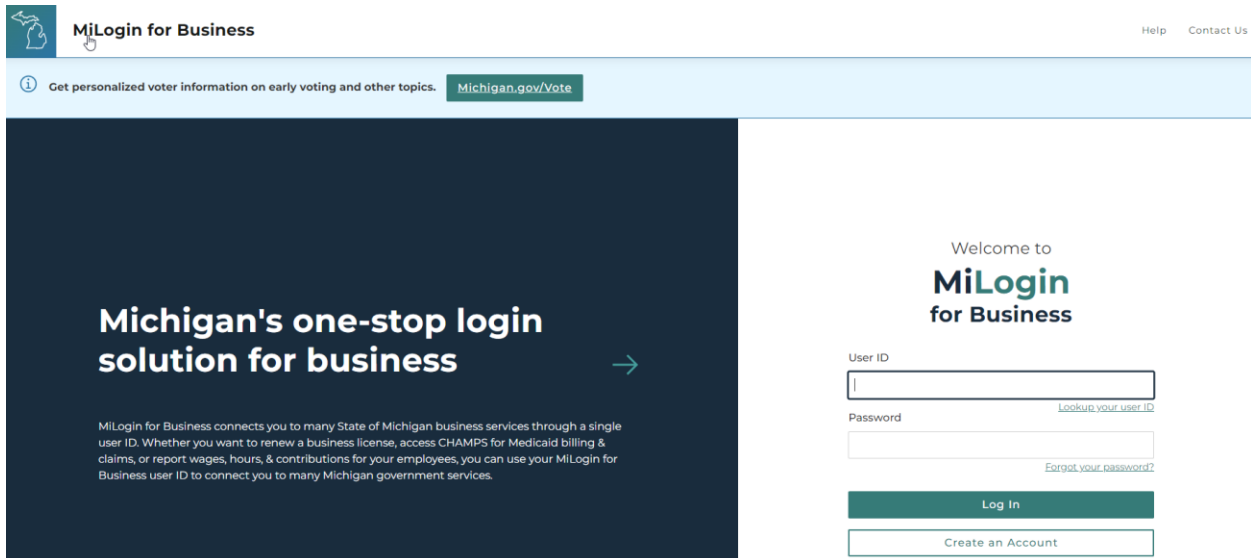 MiLogin for Business
Help Contact Us
Get personalized voter information on early voting and other topics. Michigan.gov/Vote
Michigan's one-stop login
solution for business
MiLogin for Business connects you to many State of Michigan business services through a single
user ID. Whether you want to renew a business license, access CHAMPS for Medicaid billing &
claims, or report wages, hours, & contributions for your employees, you can use your MiLogin for
Business user ID to connect you to many Michigan government services.
Welcome to
MiLogin
for Business
User ID
Lookup your user ID
Password
Forgot your password?
Log In
Create an Account